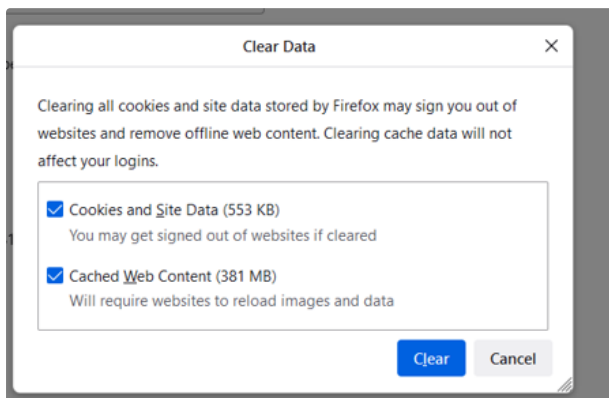 Clear Data
Clearing all cookies and site data stored by Firefox may sign you out of
websites and remove offline web content. Clearing cache data will not
affect your logins.
Cookies and Site Data (553 KB)
You may get signed out of websites if cleared
Cached Web Content (381 MB)
Will require websites to reload images and data
Clear
Cancel